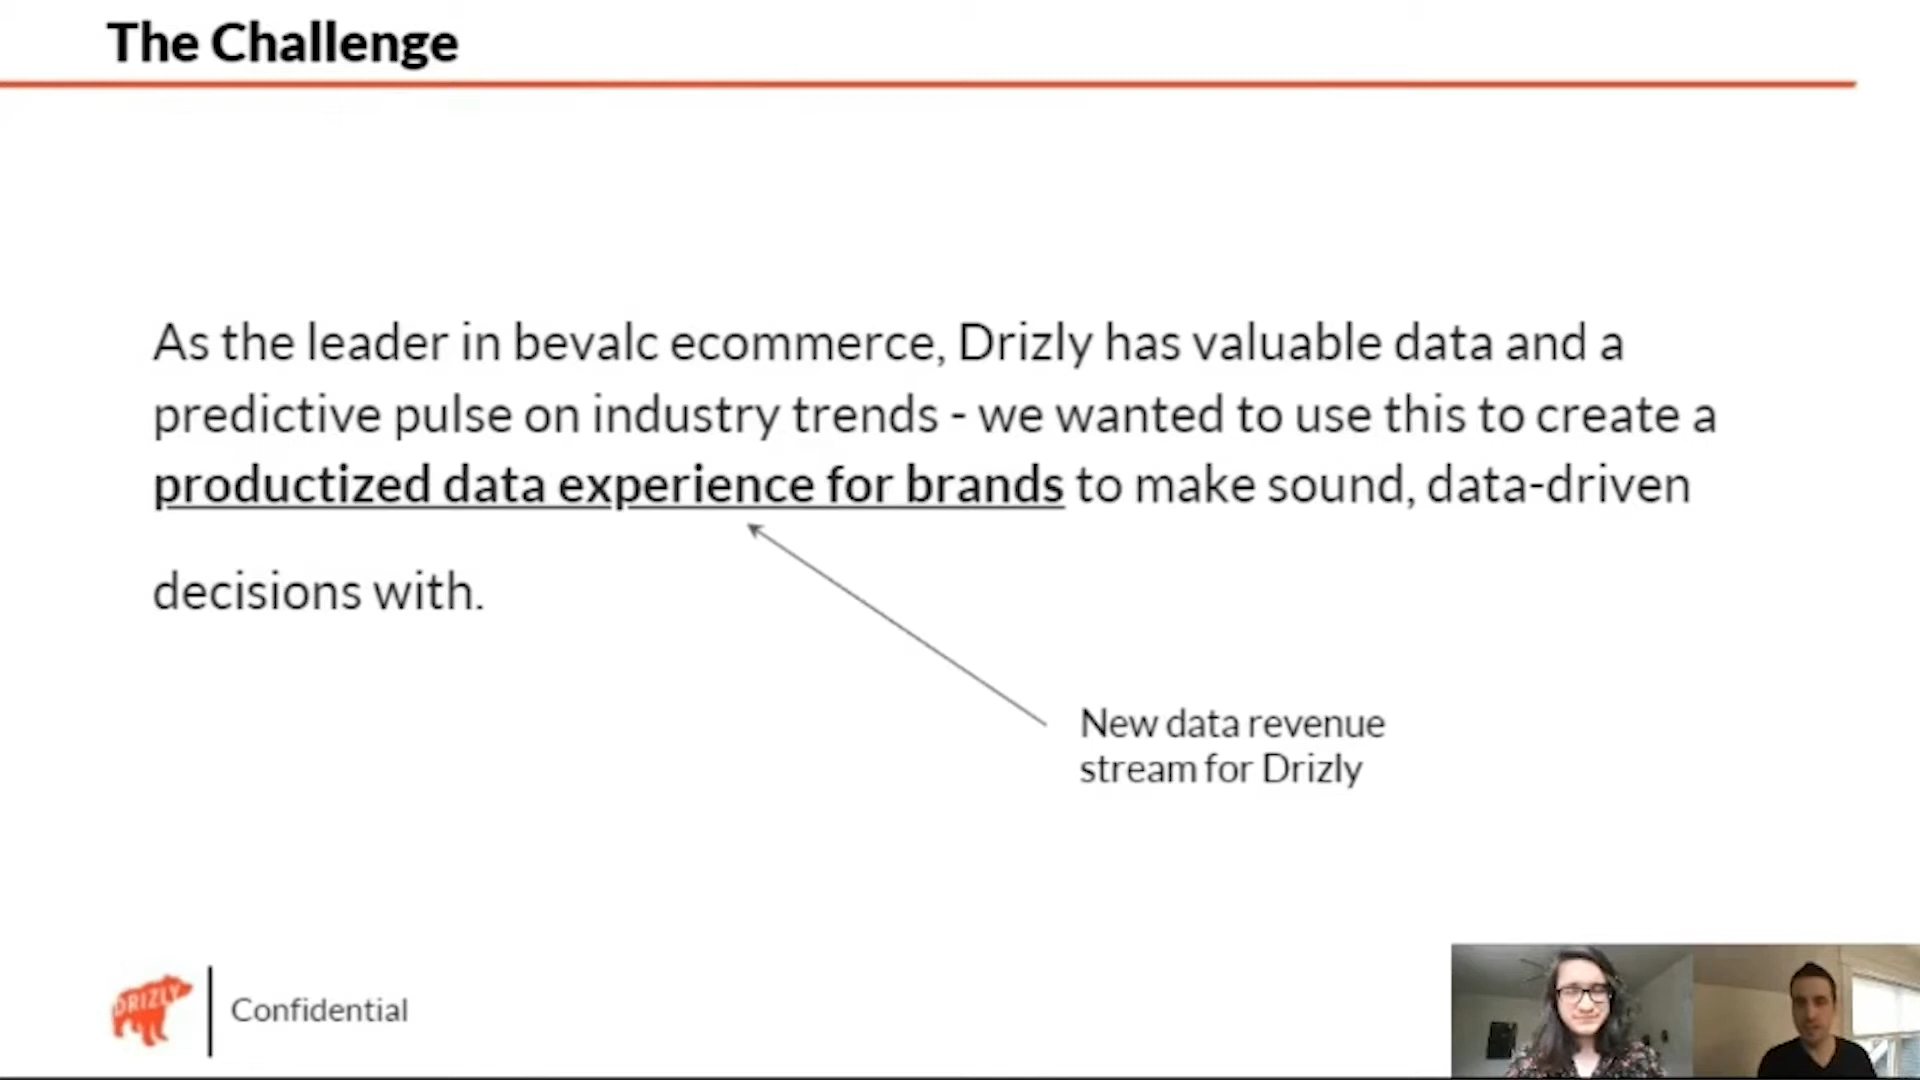 The Challenge
As the leader in bevalc ecommerce, Drizly has valuable data and a
predictive pulse on industry trends - we wanted to use this to create a
productized data experience for brands to make sound, data-driven
decisions with.
New data revenue
stream for Drizly
DRIZLY
Confidential